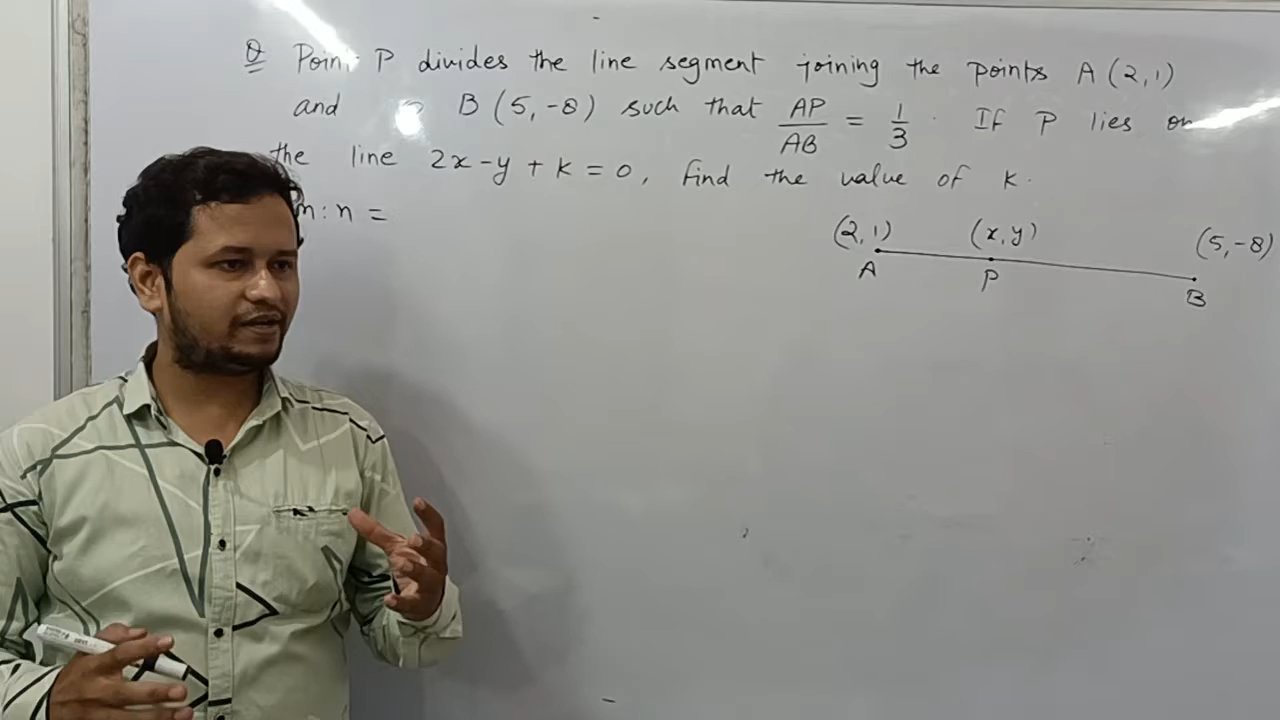 Q Point P divides the line segment joining the points A (2,1)
and B (5,-8) such that AP/AB = 1/3 . If P lies on
the line 2x-y+k=0, find the value of k.
m:n =
(2,1) (x,y) (5,-8)
A P B